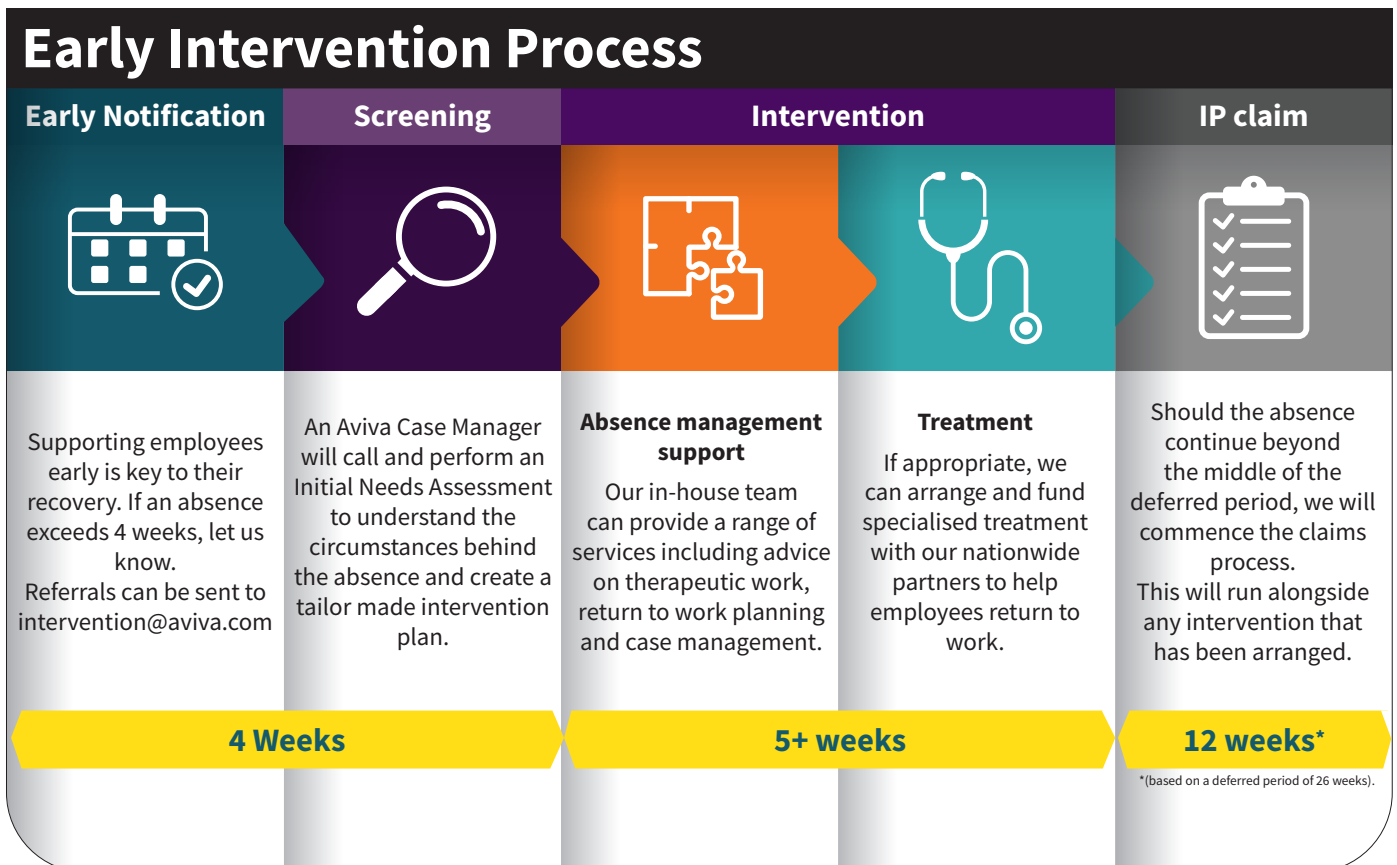 Early Intervention Process
Early Notification
Screening
Intervention
IP claim
Supporting employees
early is key to their
recovery. If an absence
exceeds 4 weeks, let us
know.
Referrals can be sent to
intervention@aviva.com
An Aviva Case Manager
will call and perform an
Initial Needs Assessment
to understand the
circumstances behind
the absence and create a
tailor made intervention
plan.
Absence management
support
Our in-house team
can provide a range of
services including advice
on therapeutic work,
return to work planning
and case management.
Treatment
If appropriate, we
can arrange and fund
specialised treatment
with our nationwide
partners to help
employees return to
work.
Should the absence
continue beyond
the middle of the
deferred period, we will
commence the claims
process.
This will run alongside
any intervention that
has been arranged.
4 Weeks
5+ weeks
12 weeks*
*(based on a deferred period of 26 weeks).